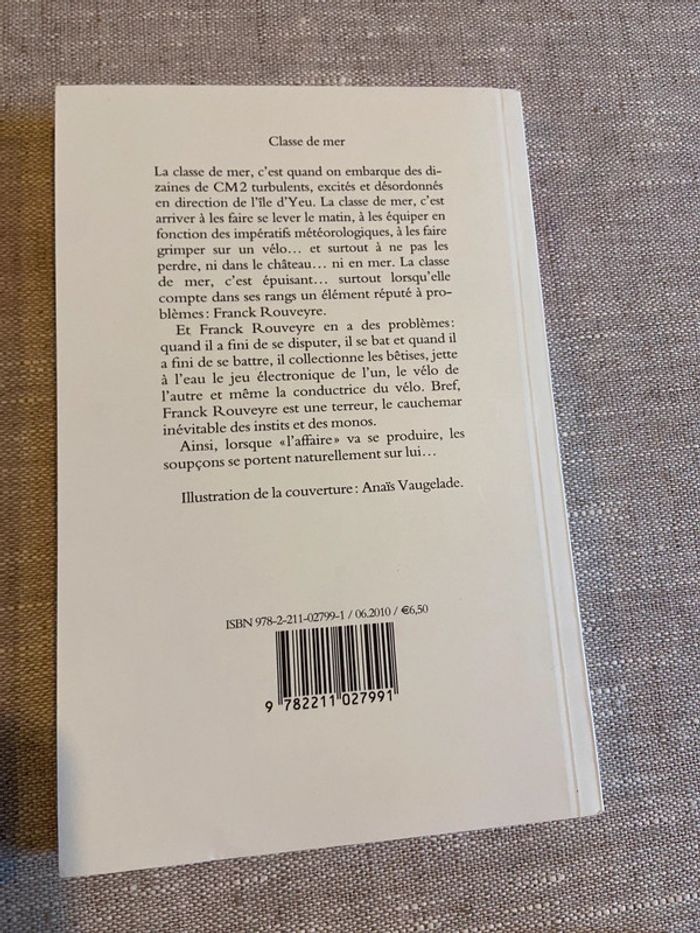 Classe de mer
La classe de mer, c'est quand on embarque des di-
zaines de CM2 turbulents, excités et désordonnés
en direction de l'île d'Yeu. La classe de mer, c'est
arriver à les faire se lever le matin, à les équiper en
fonction des impératifs météorologiques, à les faire
grimper sur un vélo... et surtout à ne pas les
perdre, ni dans le château... ni en mer. La classe
de mer, c'est épuisant... surtout lorsqu'elle
compte dans ses rangs un élément réputé à pro-
blèmes: Franck Rouveyre.
Et Franck Rouveyre en a des problèmes:
quand il a fini de se disputer, il se bat et quand il
a fini de se battre, il collectionne les bêtises, jette
à l'eau le jeu électronique de l'un, le vélo de
l'autre et même la conductrice du vélo. Bref,
Franck Rouveyre est une terreur, le cauchemar
inévitable des instits et des monos.
Ainsi, lorsque «l'affaire» va se produire, les
soupçons se portent naturellement sur lui...
Illustration de la couverture: Anaïs Vaugelade.
ISBN 978-2-211-02799-1 / 06.2010 / €6,50
9 782211 027991